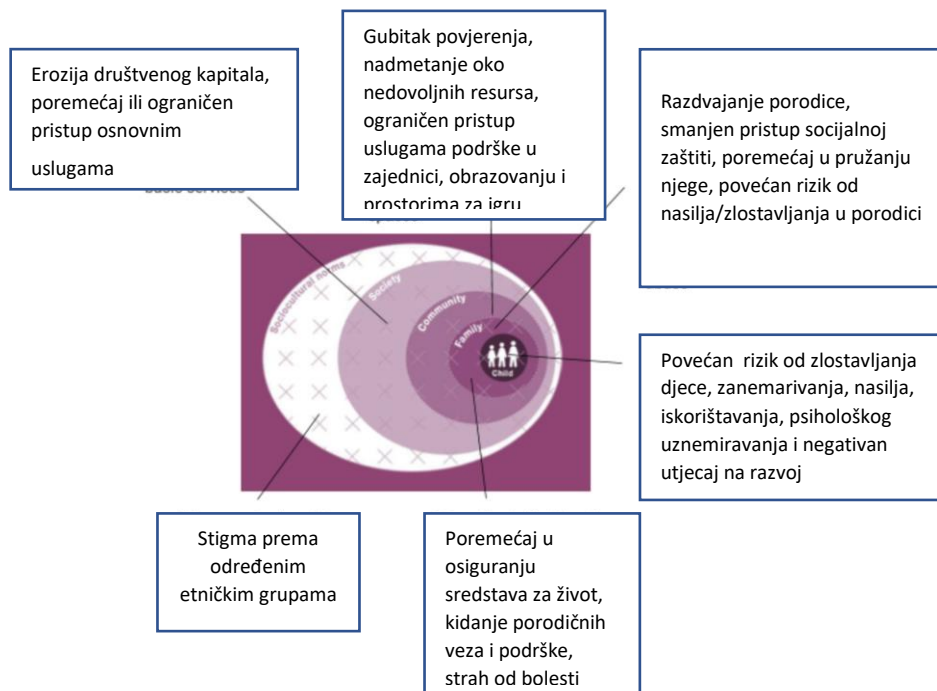 Erozija društvenog kapitala,
poremećaj ili ograničen
pristup osnovnim
uslugama
Gubitak povjerenja,
nadmetanje oko
nedovoljnih resursa,
ograničen pristup
uslugama podrške u
zajednici, obrazovanju i
prostorima za igru
Razdvajanje porodice,
smanjen pristup socijalnoj
zaštiti, poremećaj u pružanju
njege, povećan rizik od
nasilja/zlostavljanja u porodici
Sociocultural norms
Society
Community
Family
Child
Povećan rizik od zlostavljanja
djece, zanemarivanja, nasilja,
iskorištavanja, psihološkog
uznemiravanja i negativan
utjecaj na razvoj
Stigma prema
određenim
etničkim grupama
Poremećaj u
osiguranju
sredstava za život,
kidanje porodičnih
veza i podrške,
strah od bolesti